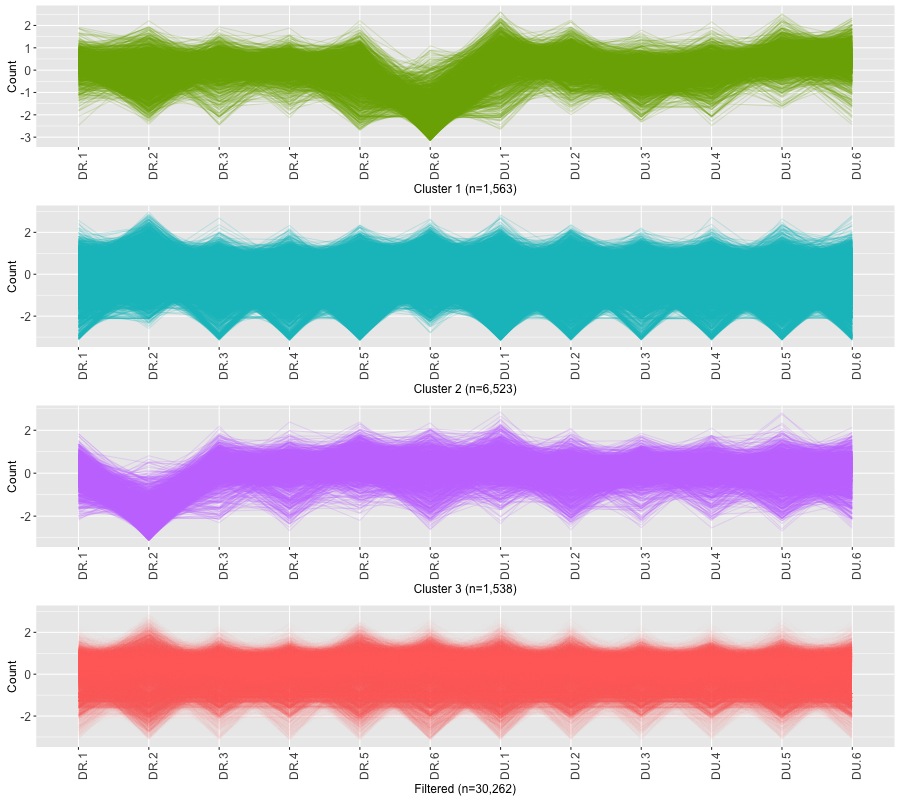 Count
2
1
0
-1
-2
-3
DR.1 DR.2 DR.3 DR.4 DR.5 DR.6 DU.1 DU.2 DU.3 DU.4 DU.5 DU.6
Cluster 1 (n=1,563)
Count
2
0
-2
DR.1 DR.2 DR.3 DR.4 DR.5 DR.6 DU.1 DU.2 DU.3 DU.4 DU.5 DU.6
Cluster 2 (n=6,523)
Count
2
0
-2
DR.1 DR.2 DR.3 DR.4 DR.5 DR.6 DU.1 DU.2 DU.3 DU.4 DU.5 DU.6
Cluster 3 (n=1,538)
Count
2
0
-2
DR.1 DR.2 DR.3 DR.4 DR.5 DR.6 DU.1 DU.2 DU.3 DU.4 DU.5 DU.6
Filtered (n=30,262)